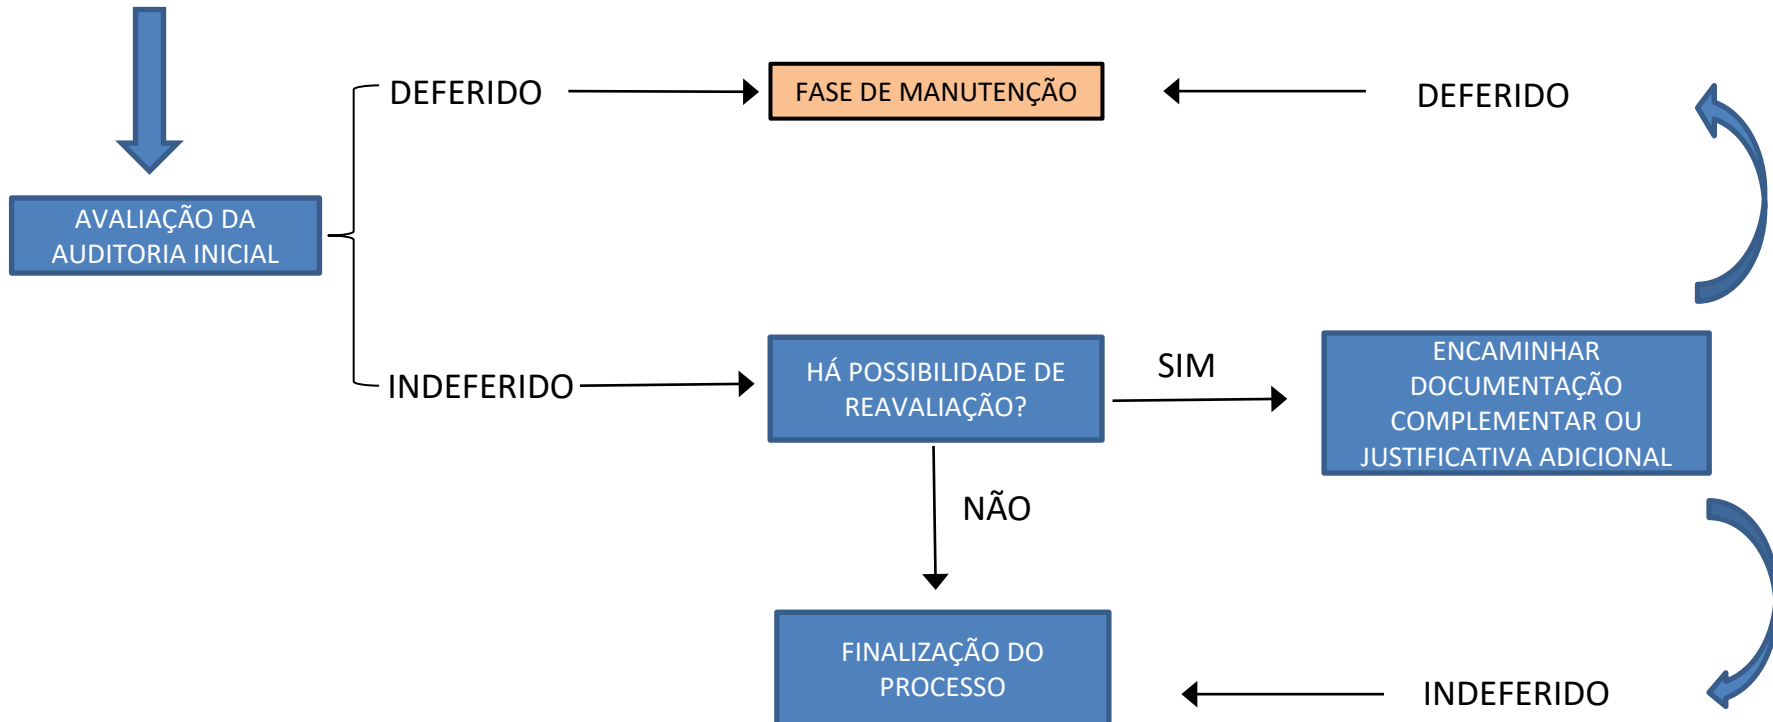 DEFERIDO
FASE DE MANUTENÇÃO
DEFERIDO
AVALIAÇÃO DA
AUDITORIA INICIAL
INDEFERIDO
HÁ POSSIBILIDADE DE
REAVALIAÇÃO?
SIM
ENCAMINHAR
DOCUMENTAÇÃO
COMPLEMENTAR OU
JUSTIFICATIVA ADICIONAL
NÃO
FINALIZAÇÃO DO
PROCESSO
INDEFERIDO